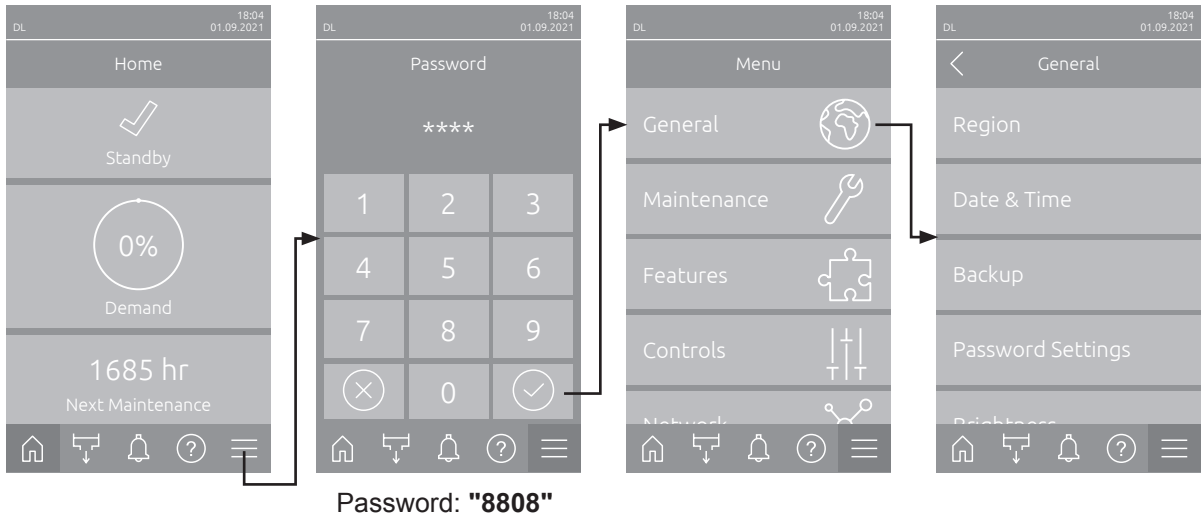 18:04
DL 01.09.2021
Home
Standby
0%
Demand
1685 hr
Next Maintenance
?
18:04
DL 01.09.2021
Password
****
1 2 3
4 5 6
7 8 9
0
?
Password: "8808"
18:04
DL 01.09.2021
Menu
General
Maintenance
Features
Controls
Network
?
18:04
DL 01.09.2021
General
Region
Date & Time
Backup
Password Settings
Brightness
?